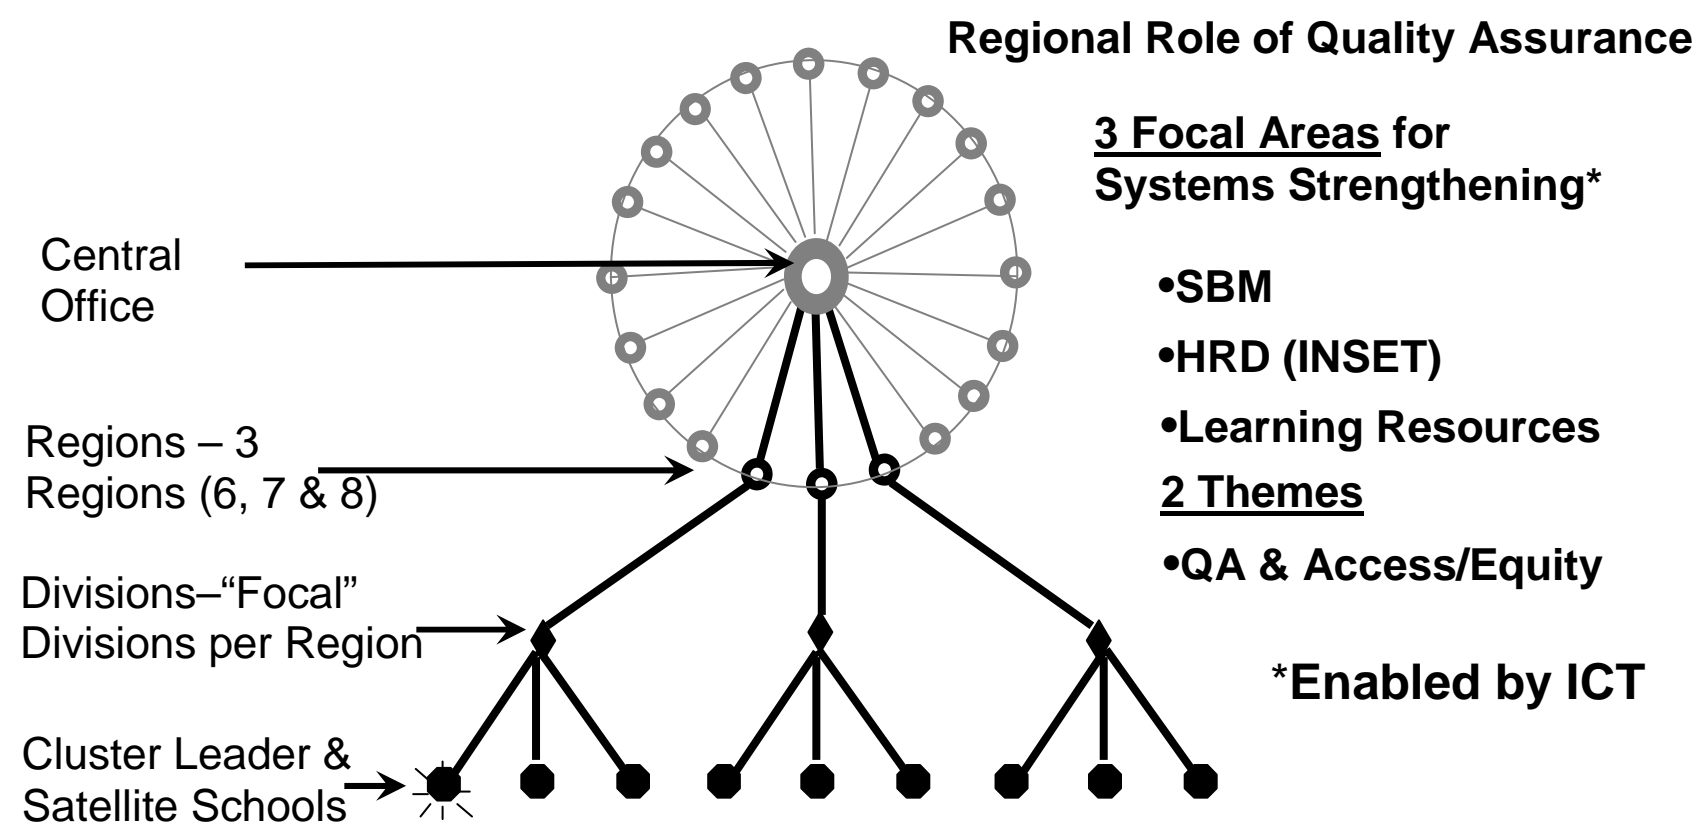 Regional Role of Quality Assurance
3 Focal Areas for
Systems Strengthening*
Central
Office
•SBM
•HRD (INSET)
•Learning Resources
Regions – 3
Regions (6, 7 & 8)
2 Themes
•QA & Access/Equity
Divisions–“Focal”
Divisions per Region
*Enabled by ICT
Cluster Leader &
Satellite Schools